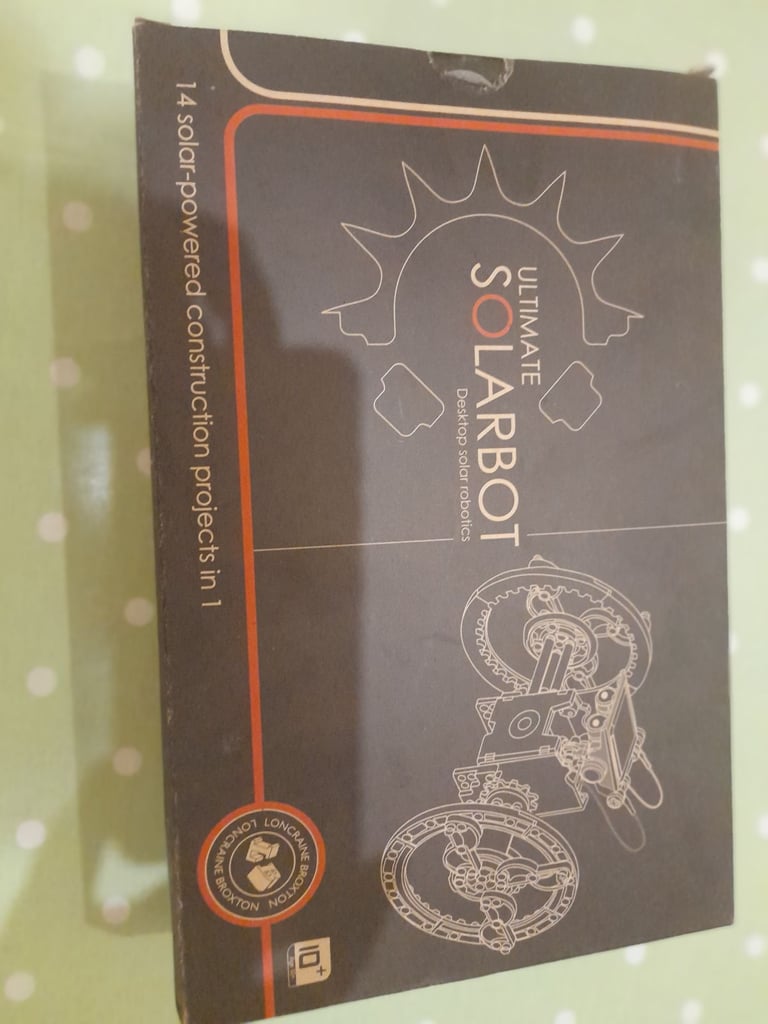 ULTIMATE
SOLARBOT
Desktop solar robotics
14 solar-powered construction projects in 1
LONCRAINE BROXTON
LONCRAINE BROXTON
10+